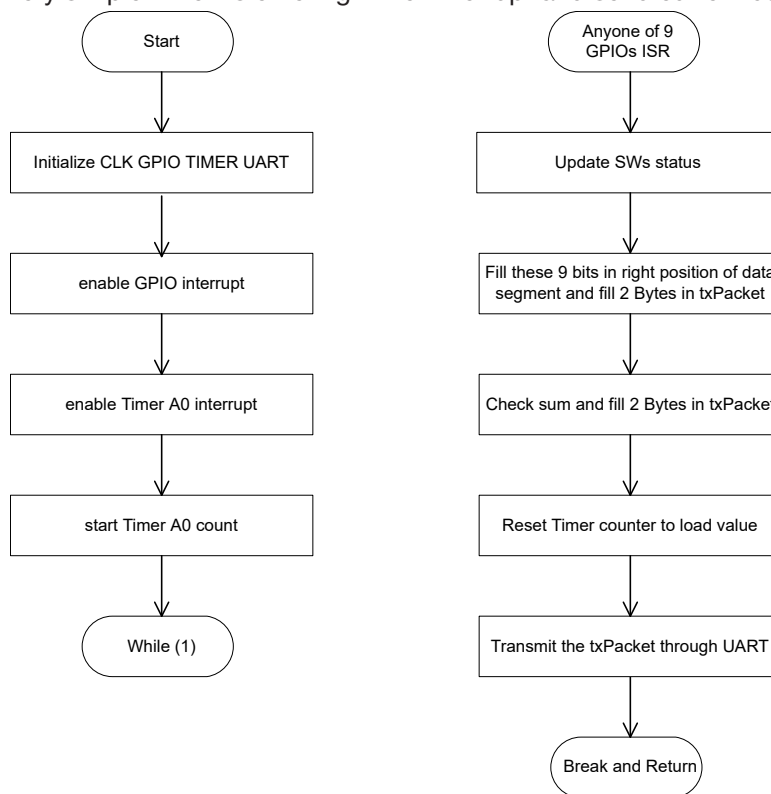 Start
Initialize CLK GPIO TIMER UART
enable GPIO interrupt
enable Timer A0 interrupt
start Timer A0 count
While (1)
Anyone of 9
GPIOs ISR
Update SWs status
Fill these 9 bits in right position of data
segment and fill 2 Bytes in txPacket
Check sum and fill 2 Bytes in txPacket
Reset Timer counter to load value
Transmit the txPacket through UART
Break and Return